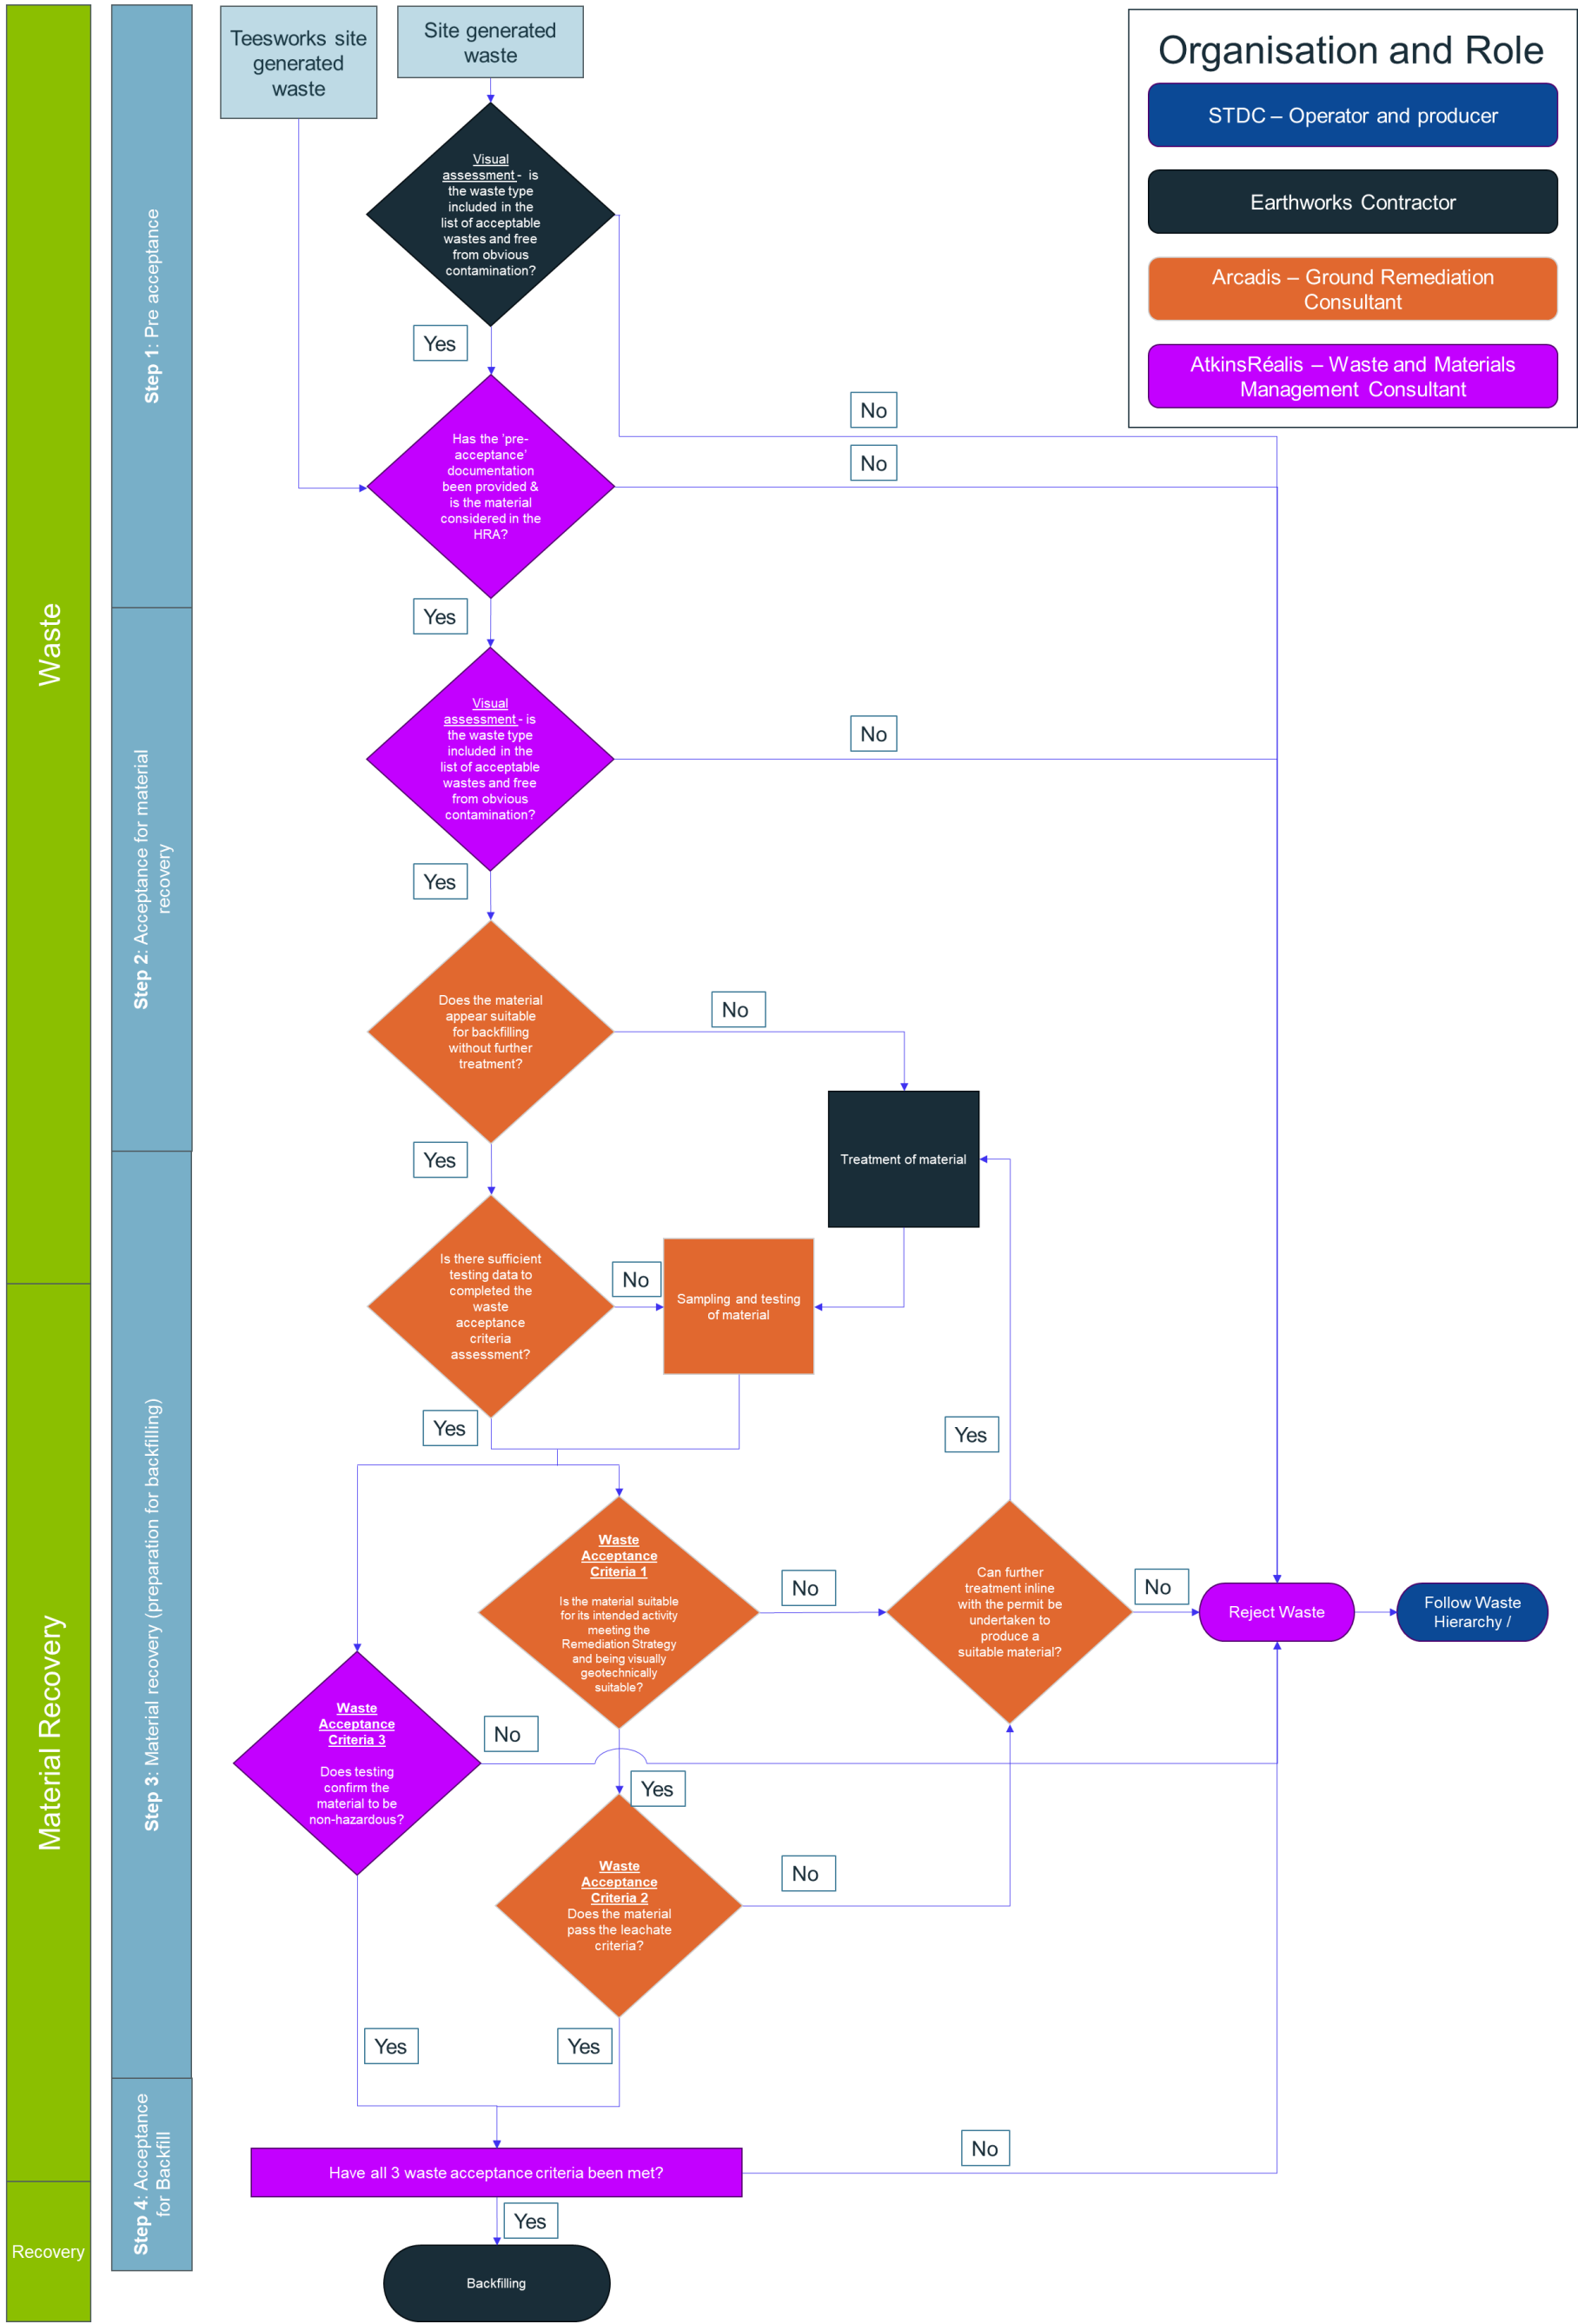 Teesworks site
generated
waste
Site generated
waste
Organisation and Role
STDC – Operator and producer
Earthworks Contractor
Arcadis – Ground Remediation
Consultant
AtkinsRéalis – Waste and Materials
Management Consultant
Waste
Material Recovery
Recovery
Step 1: Pre acceptance
Step 2: Acceptance for material
recovery
Step 3: Material recovery (preparation for backfilling)
Step 4: Acceptance
for Backfill
Visual
assessment - is
the waste type
included in the
list of acceptable
wastes and free
from obvious
contamination?
Yes
No
Has the 'pre-
acceptance'
documentation
been provided &
is the material
considered in the
HRA?
No
Yes
Visual
assessment - is
the waste type
included in the
list of acceptable
wastes and free
from obvious
contamination?
No
Yes
Does the material
appear suitable
for backfilling
without further
treatment?
No
Yes
Treatment of material
Is there sufficient
testing data to
completed the
waste
acceptance
criteria
assessment?
No
Sampling and testing
of material
Yes
Yes
Waste
Acceptance
Criteria 1
Is the material suitable
for its intended activity
meeting the
Remediation Strategy
and being visually
geotechnically
suitable?
No
Can further
treatment inline
with the permit be
undertaken to
produce a
suitable material?
No
Reject Waste
Follow Waste
Hierarchy /
Waste
Acceptance
Criteria 3
Does testing
confirm the
material to be
non-hazardous?
No
Yes
Waste
Acceptance
Criteria 2
Does the material
pass the leachate
criteria?
No
Yes
Yes
Have all 3 waste acceptance criteria been met?
No
Yes
Backfilling